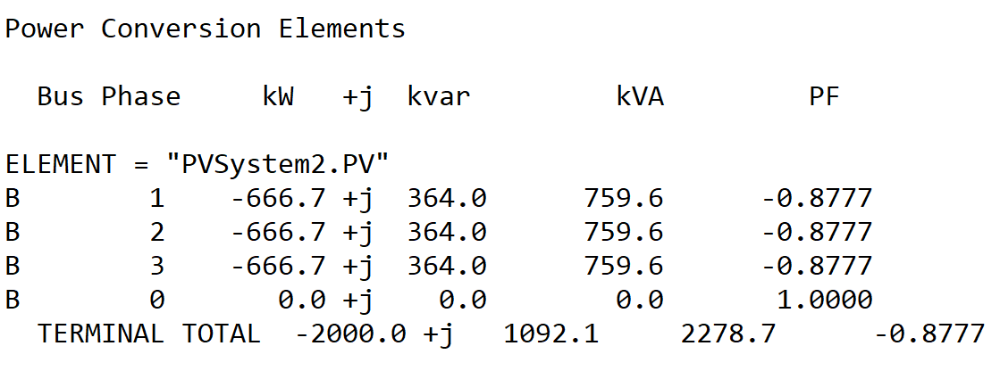 Power Conversion Elements
Bus Phase kW +j kvar kVA PF
ELEMENT = "PVSystem2.PV"
B 1 -666.7 +j 364.0 759.6 -0.8777
B 2 -666.7 +j 364.0 759.6 -0.8777
B 3 -666.7 +j 364.0 759.6 -0.8777
B 0 0.0 +j 0.0 0.0 1.0000
TERMINAL TOTAL -2000.0 +j 1092.1 2278.7 -0.8777